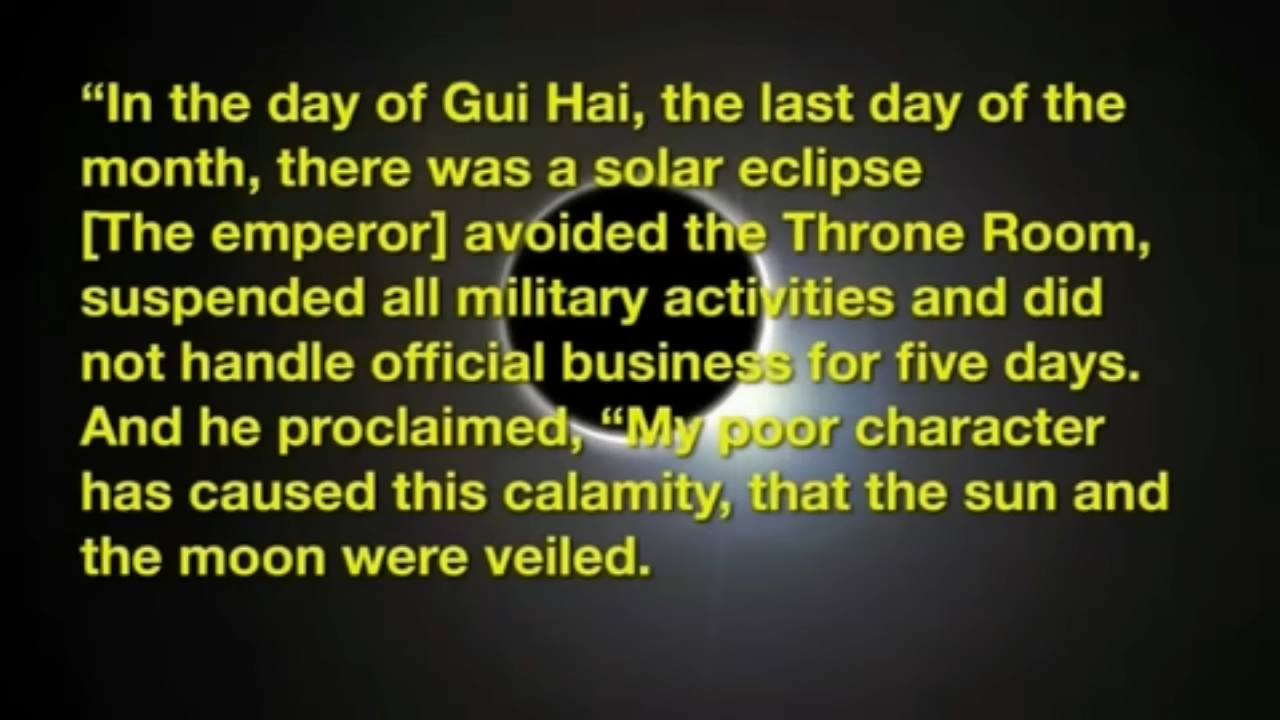 “In the day of Gui Hai, the last day of the
month, there was a solar eclipse
[The emperor] avoided the Throne Room,
suspended all military activities and did
not handle official business for five days.
And he proclaimed, “My poor character
has caused this calamity, that the sun and
the moon were veiled.